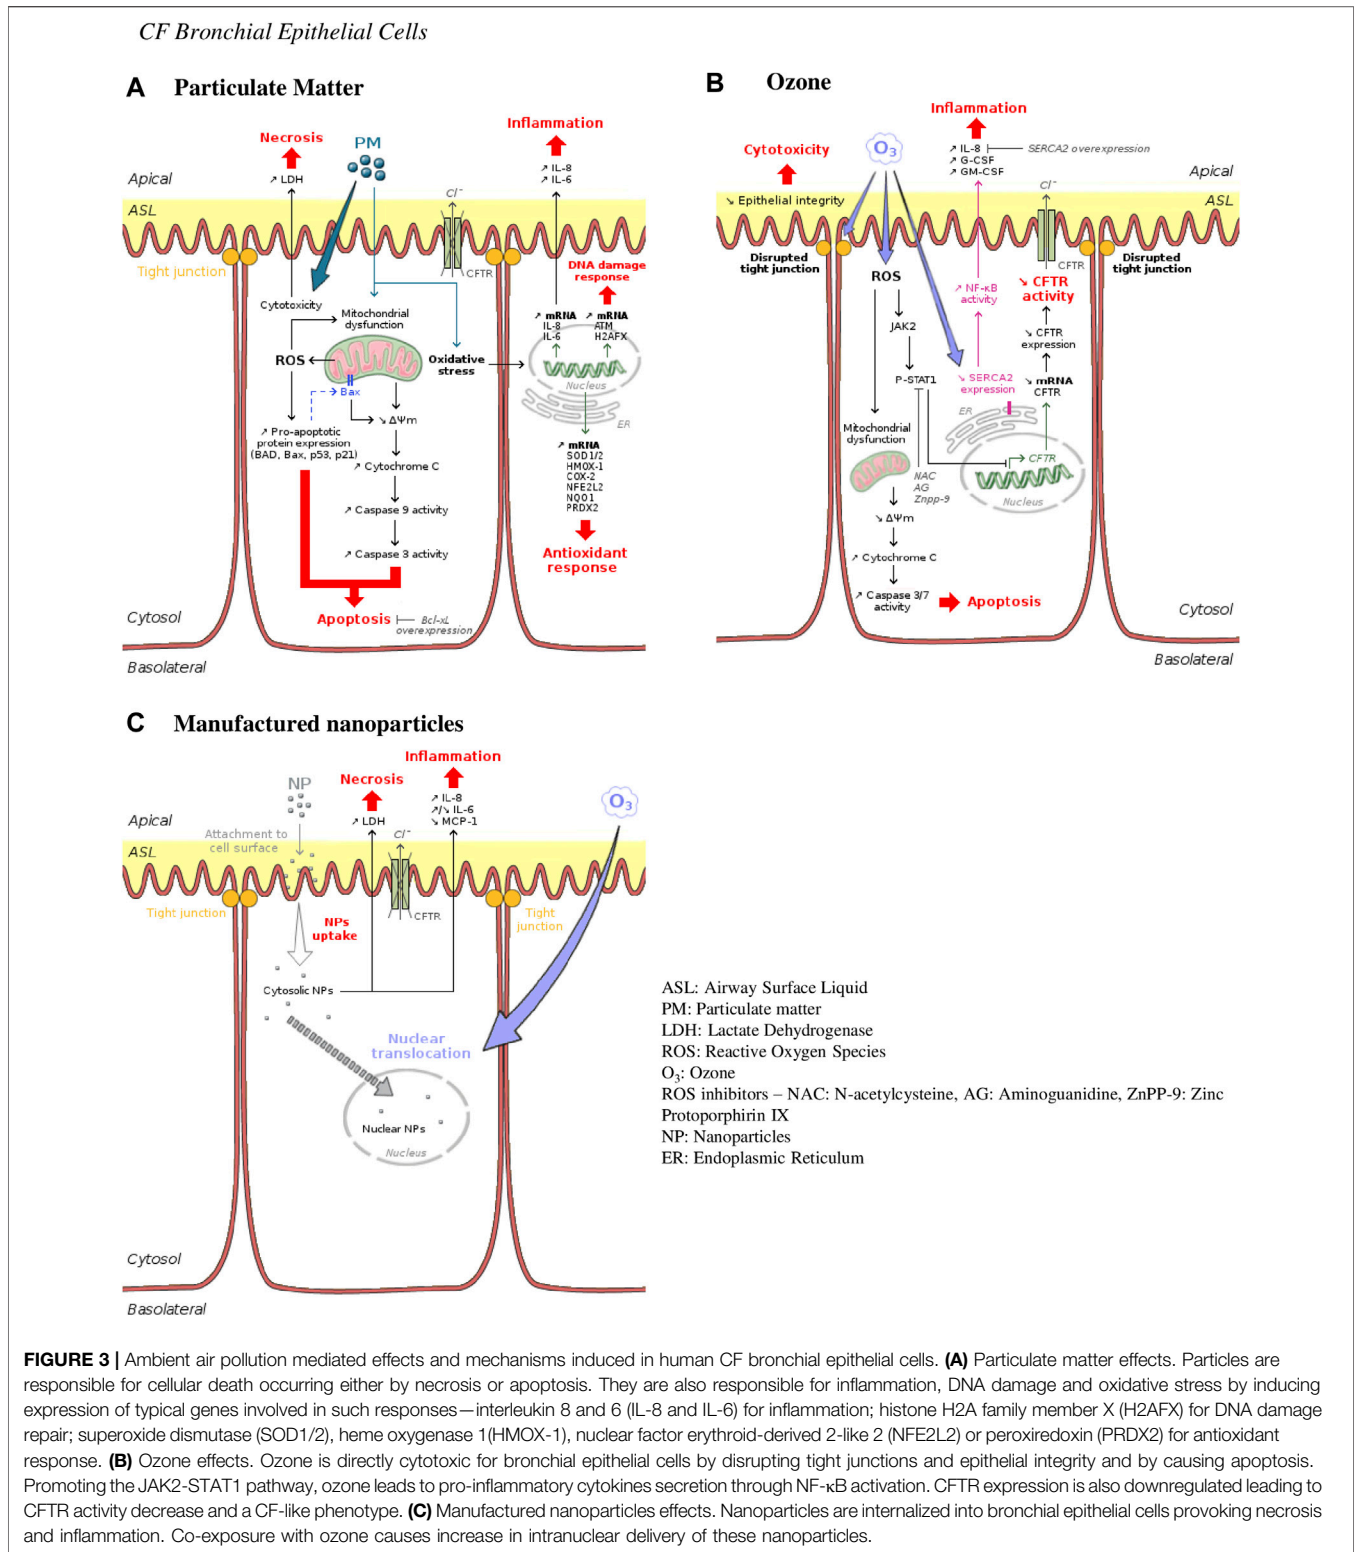 CF Bronchial Epithelial Cells
A Particulate Matter
Necrosis
PM
Inflammation
↗ LDH
↗ IL-8
↗ IL-6
Apical
ASL
Cl⁻
Tight junction
CFTR
DNA damage
response
Cytotoxicity
Mitochondrial
dysfunction
↗ mRNA
IL-8
IL-6
↗ mRNA
ATM
H2AFX
ROS
Oxidative
stress
Bax
Nucleus
ER
↘ ΔΨm
↗ Pro-apoptotic
protein expression
(BAD, Bax, p53, p21)
↗ Cytochrome C
↗ Caspase 9 activity
↗ Caspase 3 activity
↗ mRNA
SOD1/2
HMOX-1
COX-2
NFE2L2
NQO1
PRDX2
Antioxidant
response
Apoptosis
Bcl-xL
overexpression
Cytosol
Basolateral
B Ozone
Inflammation
Cytotoxicity
O₃
↗ IL-8
↗ G-CSF
↗ GM-CSF
SERCA2 overexpression
Apical
↘ Epithelial integrity
Cl⁻
ASL
Disrupted
tight junction
ROS
CFTR
Disrupted
tight junction
↗ NF-κB
activity
↘ CFTR
activity
JAK2
↘ CFTR
expression
P-STAT1
↘ SERCA2
expression
↘ mRNA
CFTR
ER
Mitochondrial
dysfunction
NAC
AG
Znpp-9
CFTR
Nucleus
↘ ΔΨm
↗ Cytochrome C
↗ Caspase 3/7
activity
Apoptosis
Cytosol
Basolateral
C Manufactured nanoparticles
Inflammation
NP
Necrosis
↗ IL-8
↗/↘ IL-6
↘ MCP-1
O₃
Apical
↗ LDH
Attachment to
cell surface
ASL
Cl⁻
Tight junction
NPs
uptake
CFTR
Tight
junction
Cytosolic NPs
Nuclear
translocation
Nuclear NPs
Nucleus
Cytosol
Basolateral
ASL: Airway Surface Liquid
PM: Particulate matter
LDH: Lactate Dehydrogenase
ROS: Reactive Oxygen Species
O₃: Ozone
ROS inhibitors – NAC: N-acetylcysteine, AG: Aminoguanidine, ZnPP-9: Zinc
Protoporphirin IX
NP: Nanoparticles
ER: Endoplasmic Reticulum
FIGURE 3 | Ambient air pollution mediated effects and mechanisms induced in human CF bronchial epithelial cells. (A) Particulate matter effects. Particles are
responsible for cellular death occurring either by necrosis or apoptosis. They are also responsible for inflammation, DNA damage and oxidative stress by inducing
expression of typical genes involved in such responses—interleukin 8 and 6 (IL-8 and IL-6) for inflammation; histone H2A family member X (H2AFX) for DNA damage
repair; superoxide dismutase (SOD1/2), heme oxygenase 1(HMOX-1), nuclear factor erythroid-derived 2-like 2 (NFE2L2) or peroxiredoxin (PRDX2) for antioxidant
response. (B) Ozone effects. Ozone is directly cytotoxic for bronchial epithelial cells by disrupting tight junctions and epithelial integrity and by causing apoptosis.
Promoting the JAK2-STAT1 pathway, ozone leads to pro-inflammatory cytokines secretion through NF-κB activation. CFTR expression is also downregulated leading to
CFTR activity decrease and a CF-like phenotype. (C) Manufactured nanoparticles effects. Nanoparticles are internalized into bronchial epithelial cells provoking necrosis
and inflammation. Co-exposure with ozone causes increase in intranuclear delivery of these nanoparticles.